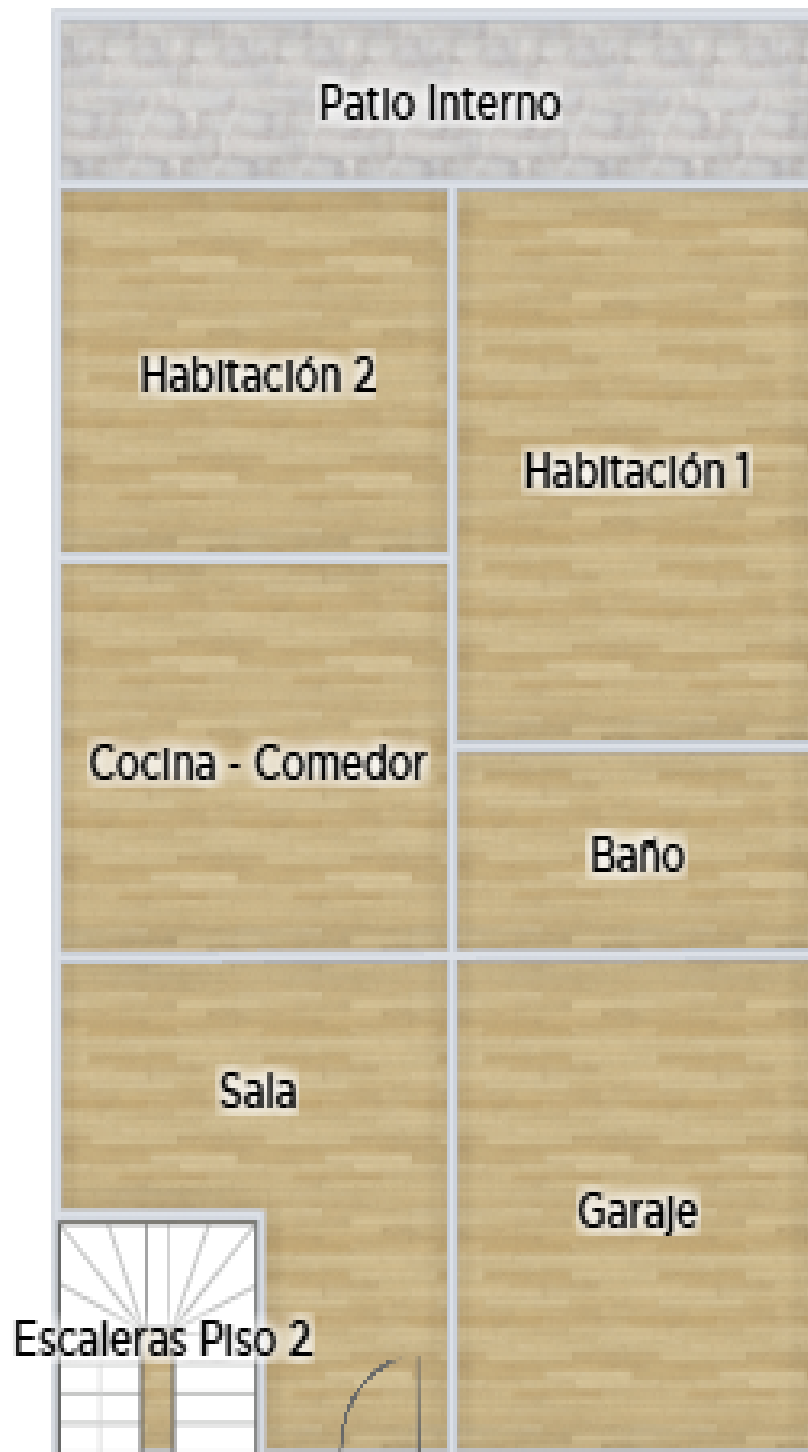 Patio Interno
Habitación 2
Habitación 1
Cocina - Comedor
Baño
Sala
Garaje
Escaleras Piso 2